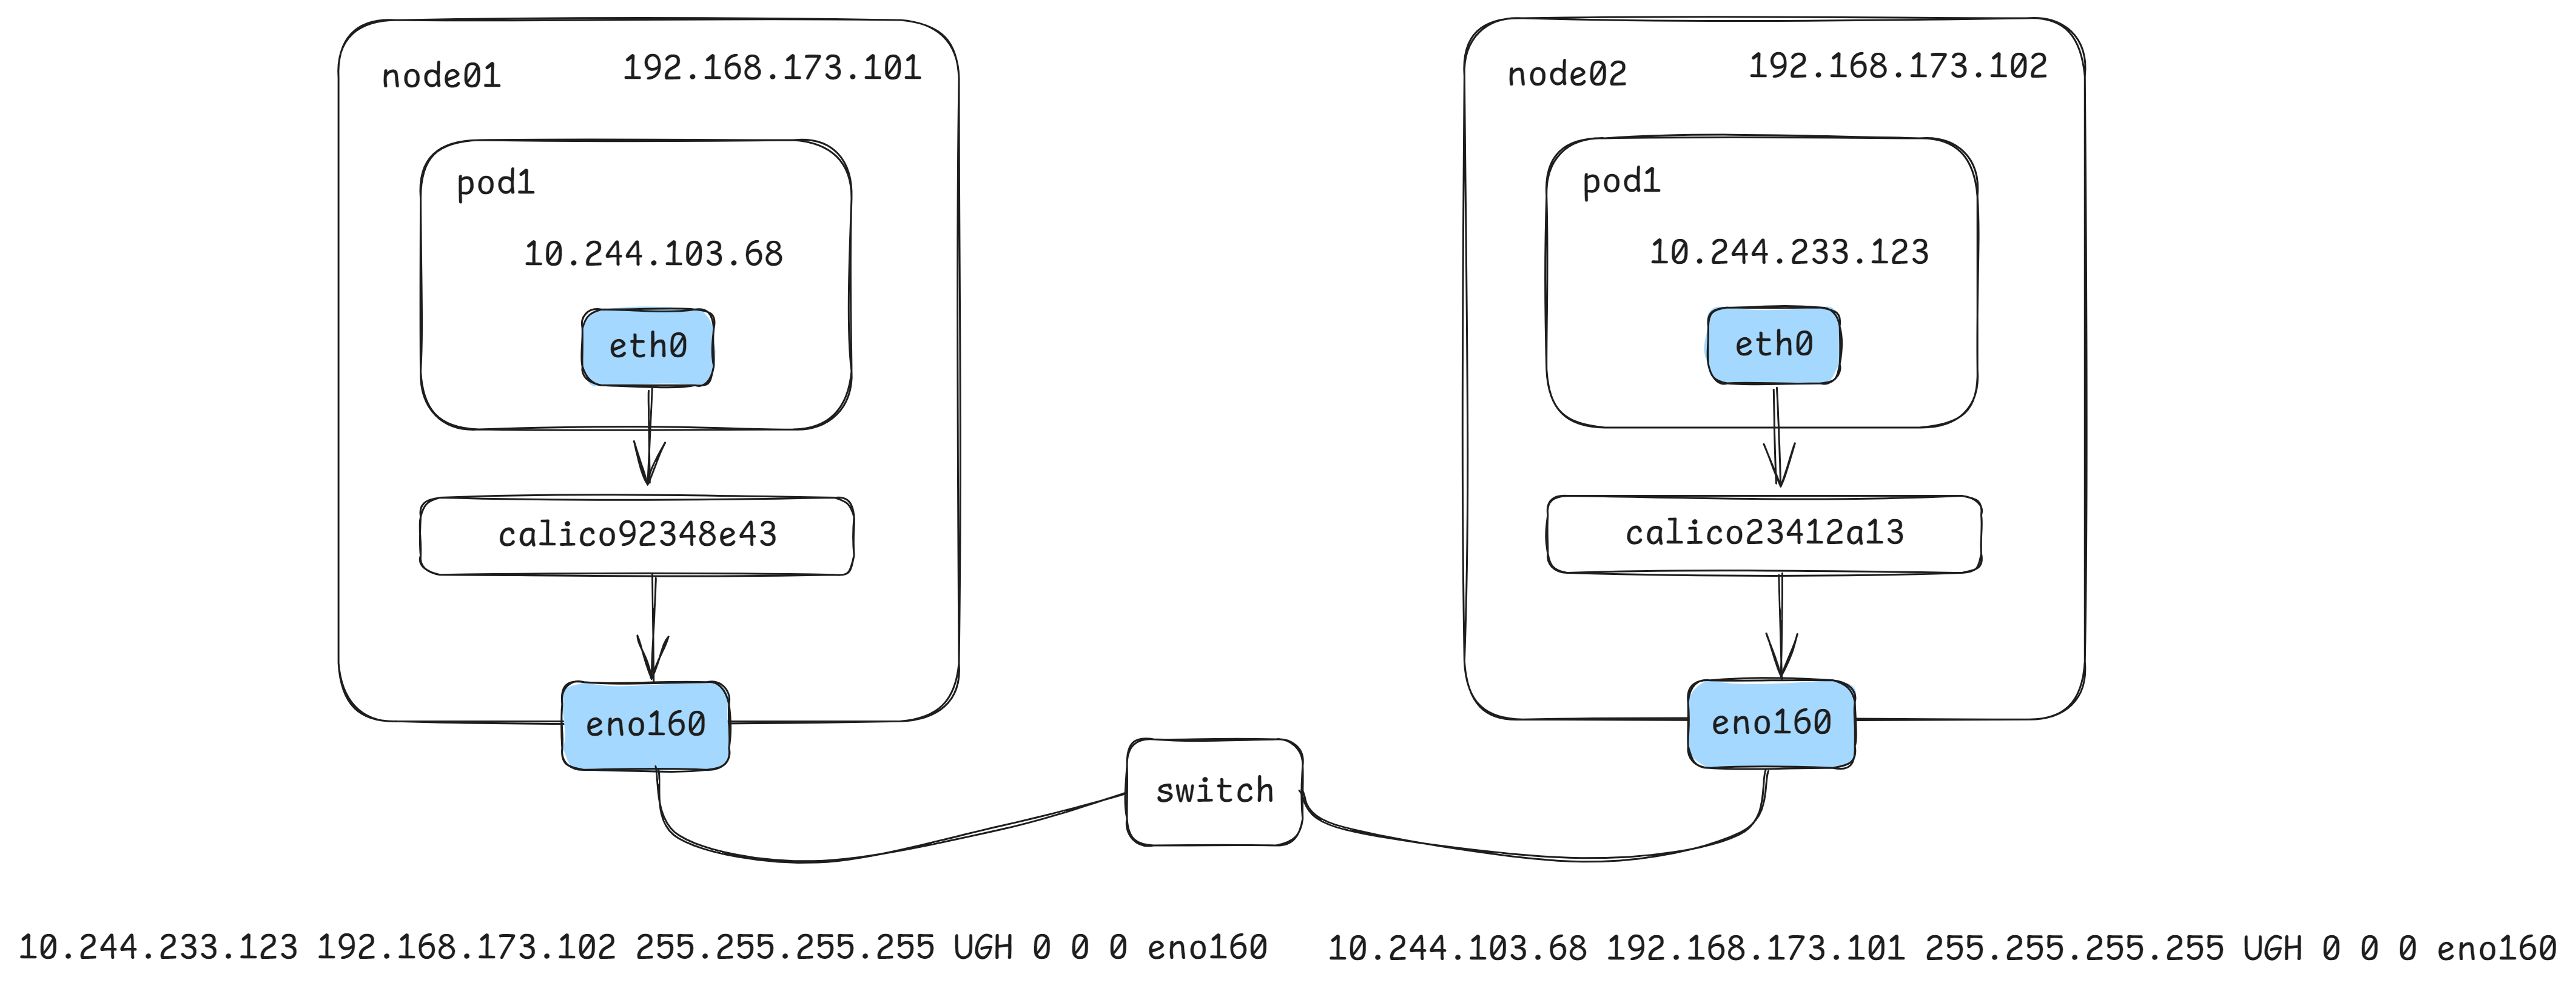 node01
192.168.173.101
pod1
10.244.103.68
eth0
calico92348e43
eno160
switch
node02
192.168.173.102
pod1
10.244.233.123
eth0
calico23412a13
eno160
10.244.233.123 192.168.173.102 255.255.255.255 UGH 0 0 0 eno160
10.244.103.68 192.168.173.101 255.255.255.255 UGH 0 0 0 eno160